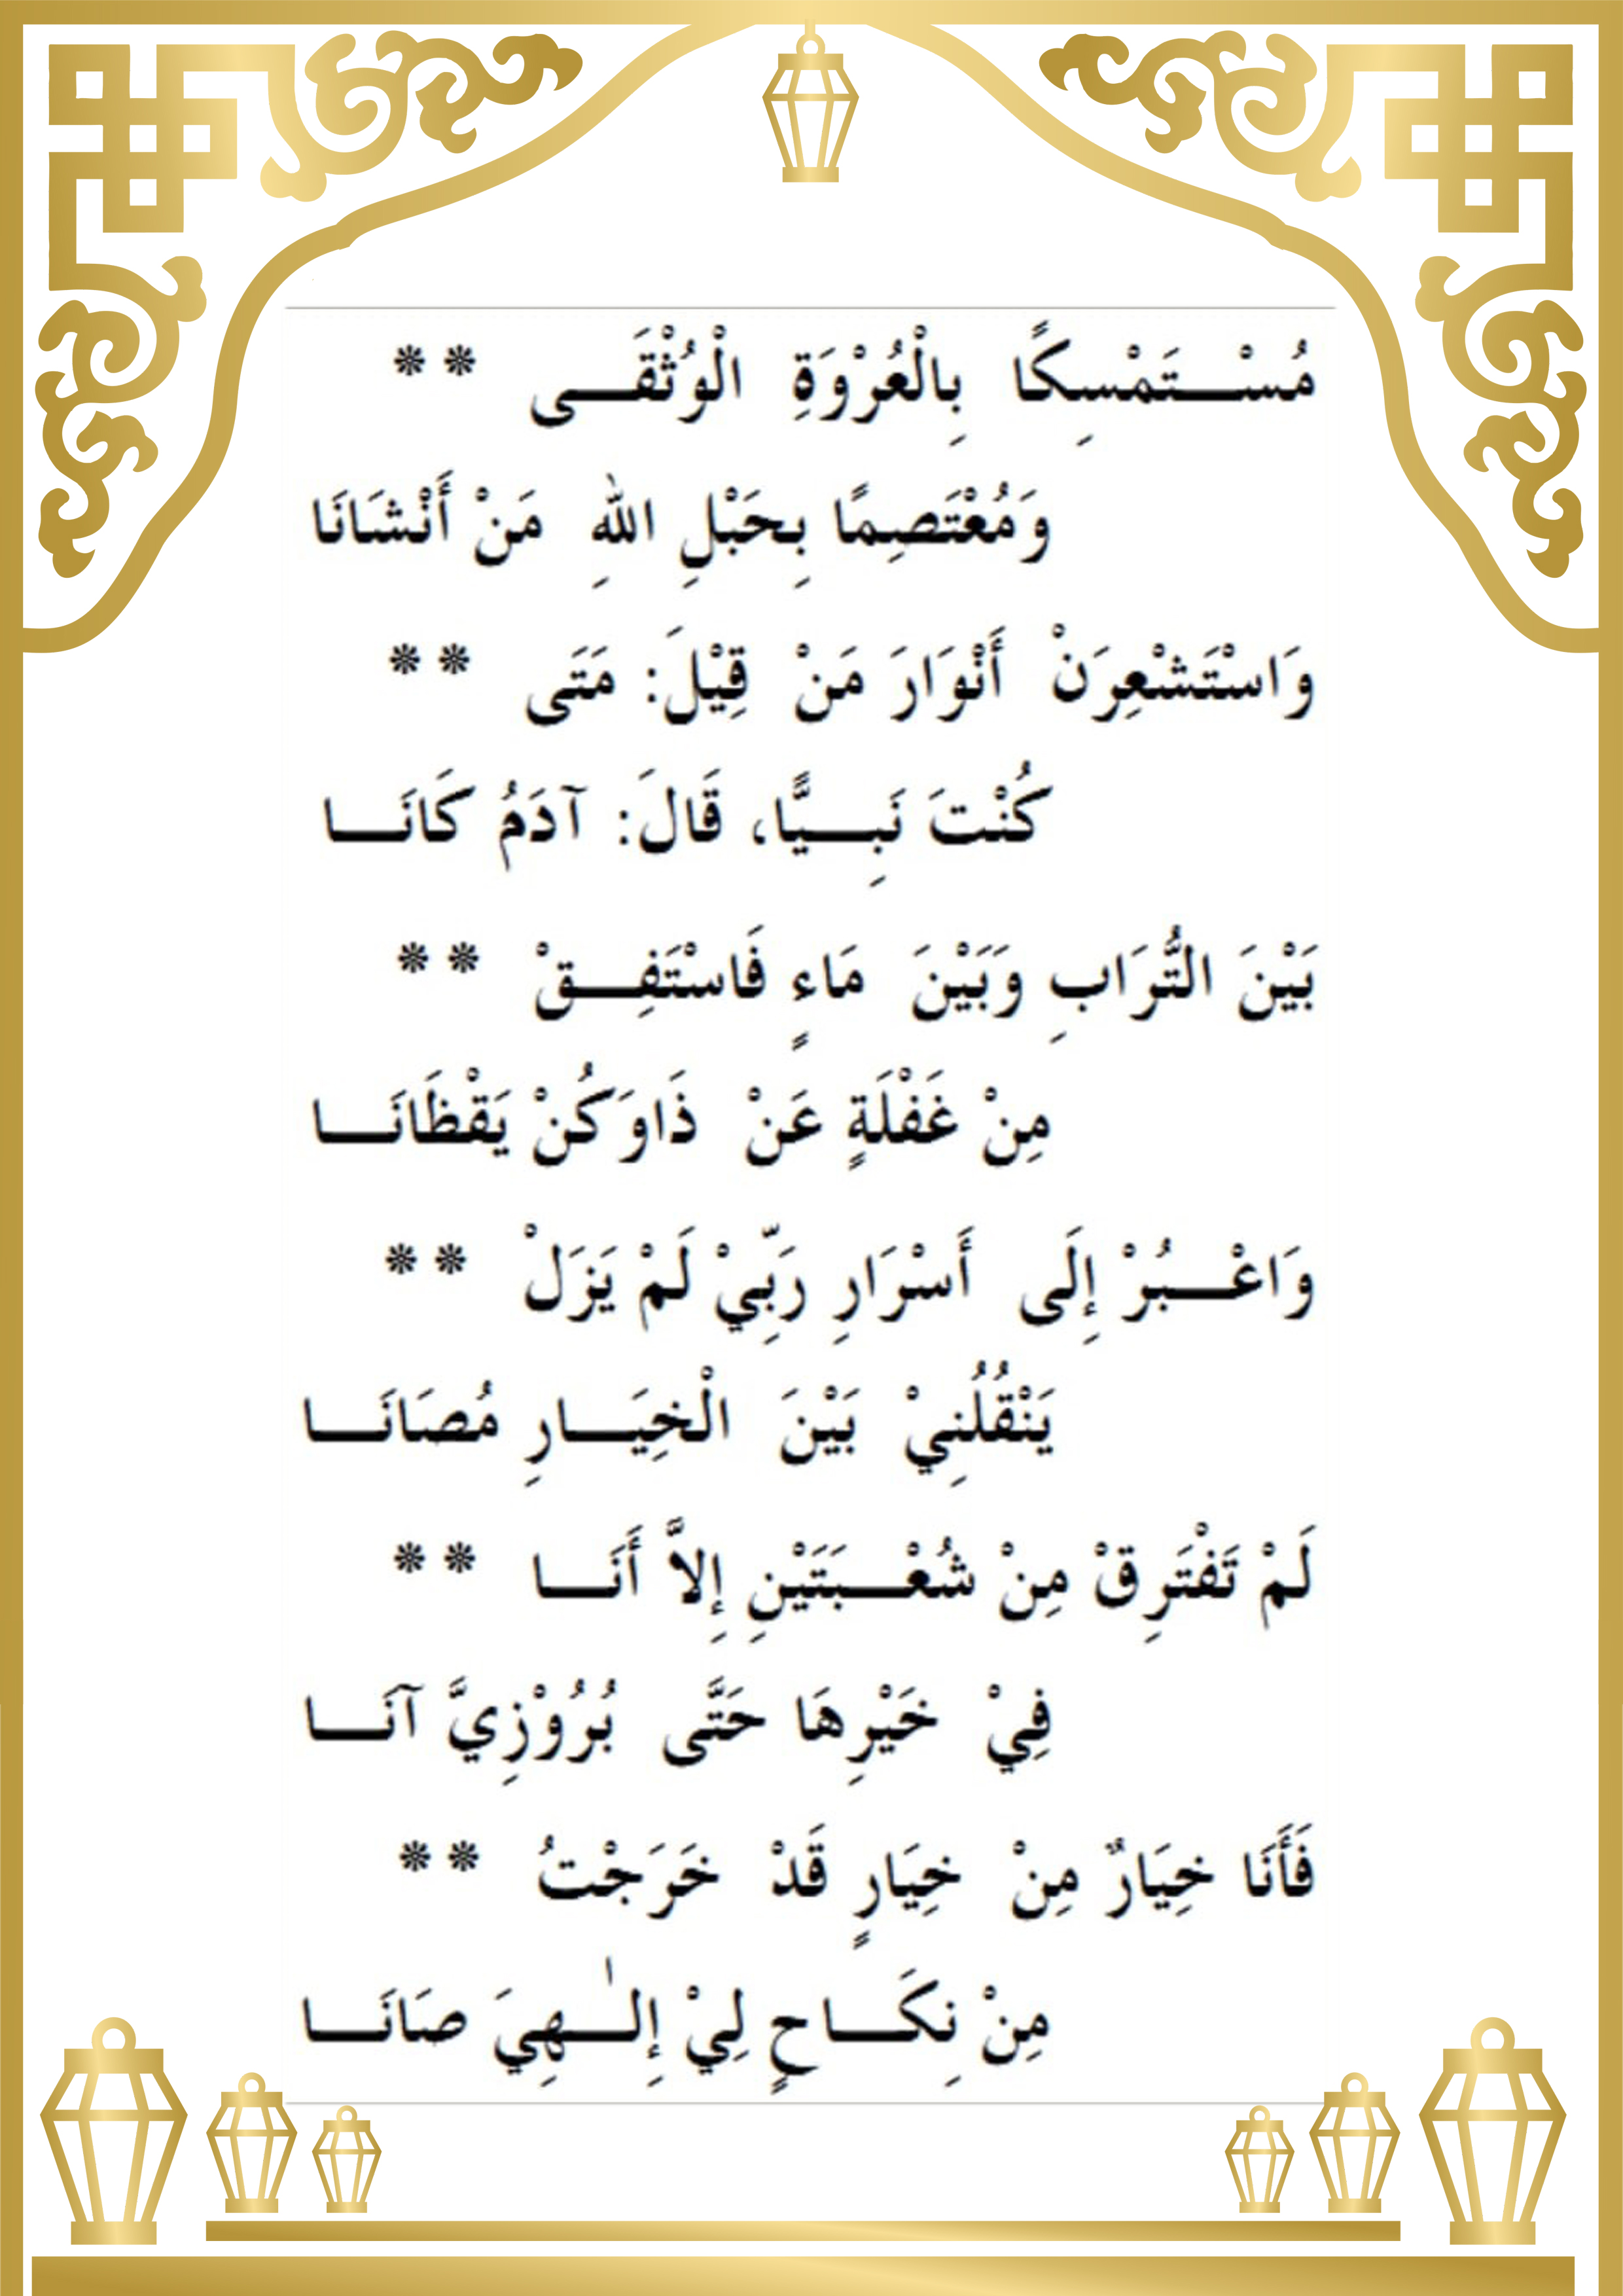 مُسْـــتَمْسِكًا بِالْعُرْوَةِ الْوُثْقَـــى **
وَمُعْتَصِمًا بِحَبْلِ اللهِ مَنْ أَنْشَانَا
وَاسْتَشْعِرَنْ أَنْوَارَ مَنْ قِيْلَ: مَتَى **
كُنْتَ نَبِـــيًّا، قَالَ: آدَمُ كَانَـــا
بَيْنَ التُّرَابِ وَبَيْنَ مَاءٍ فَاسْتَفِـــقْ **
مِنْ غَفْلَةٍ عَنْ ذَاوَكُنْ يَقْظَانَـــا
وَاعْـــبُرْ إِلَى أَسْرَارِ رَبِّيْ لَمْ يَزَلْ **
يَنْقُلُنِيْ بَيْنَ الْخِيَـــارِ مُصَانَـــا
لَمْ تَفْتَرِقْ مِنْ شُعْـــبَتَيْنِ إِلاَّ أَنَـــا **
فِيْ خَيْرِهَا حَتَّى بُرُوْزِيَّ آنَـــا
فَأَنَا خِيَارٌ مِنْ خِيَارٍ قَدْ خَرَجْتُ **
مِنْ نِكَـــاحٍ لِيْ إِلـٰــهِيَ صَانَـــا